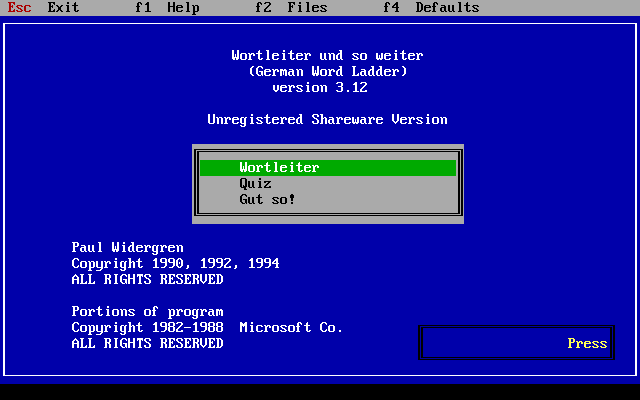 Esc Exit f1 Help f2 Files f4 Defaults
Wortleiter und so weiter
(German Word Ladder)
version 3.12
Unregistered Shareware Version
Wortleiter
Quiz
Gut so!
Paul Widergren
Copyright 1990, 1992, 1994
ALL RIGHTS RESERVED
Portions of program
Copyright 1982-1988 Microsoft Co.
ALL RIGHTS RESERVED
Press